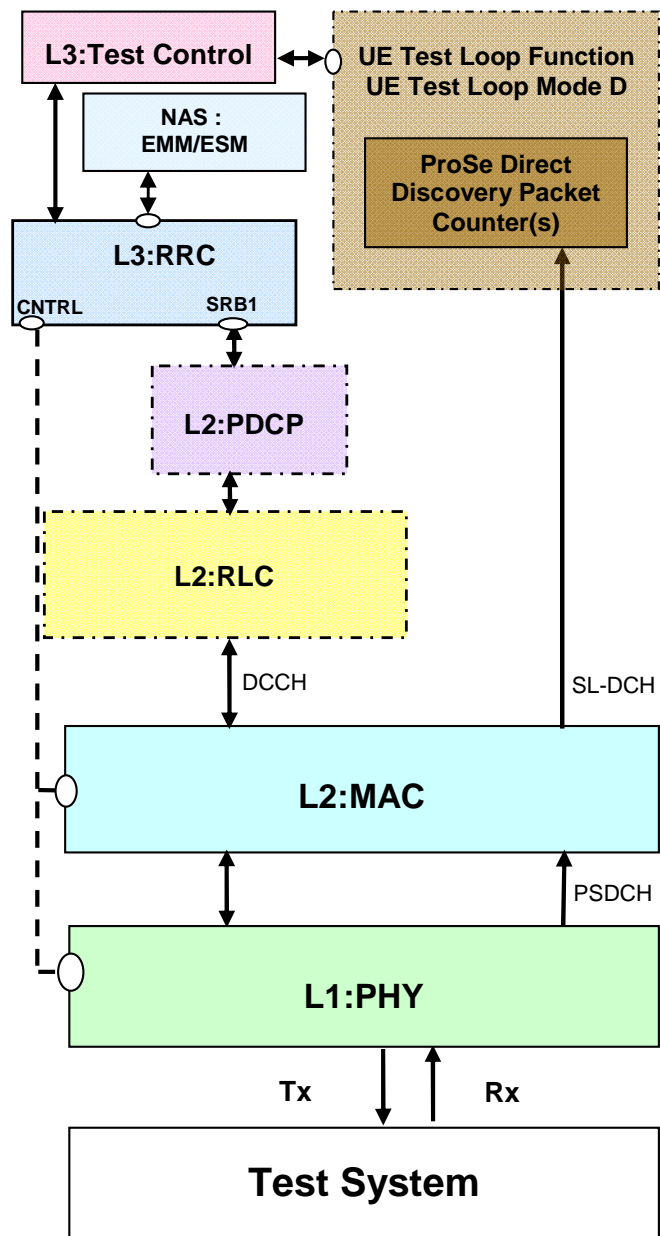 L3:Test Control
UE Test Loop Function
UE Test Loop Mode D
NAS :
EMM/ESM
ProSe Direct
Discovery Packet
Counter(s)
L3:RRC
CNTRL
SRB1
L2:PDCP
L2:RLC
DCCH
SL-DCH
L2:MAC
PSDCH
L1:PHY
Tx
Rx
Test System